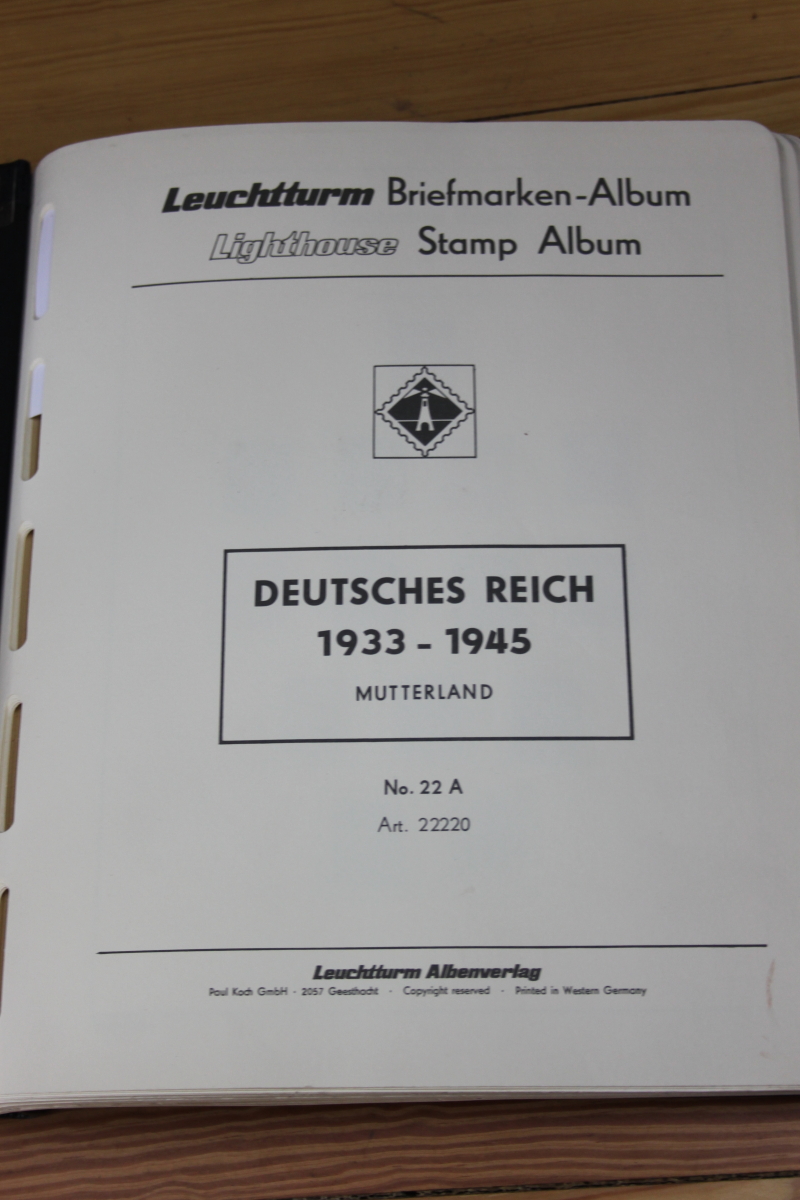 Leuchtturm Briefmarken-Album
Lighthouse Stamp Album
DEUTSCHES REICH
1933 - 1945
MUTTERLAND
No. 22 A
Art. 22220
Leuchtturm Albenverlag
Paul Koch GmbH · 2057 Geesthacht · Copyright reserved · Printed in Western Germany